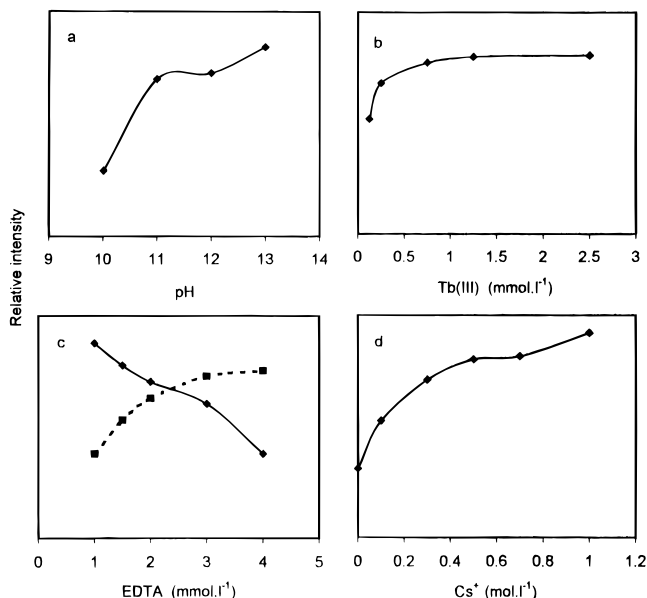 a
9 10 11 12 13 14
pH
b
0 0.5 1 1.5 2 2.5 3
Tb(III) (mmol.l⁻¹)
Relative intensity
c
0 1 2 3 4 5
EDTA (mmol.l⁻¹)
d
0 0.2 0.4 0.6 0.8 1 1.2
Cs⁺ (mol.l⁻¹)